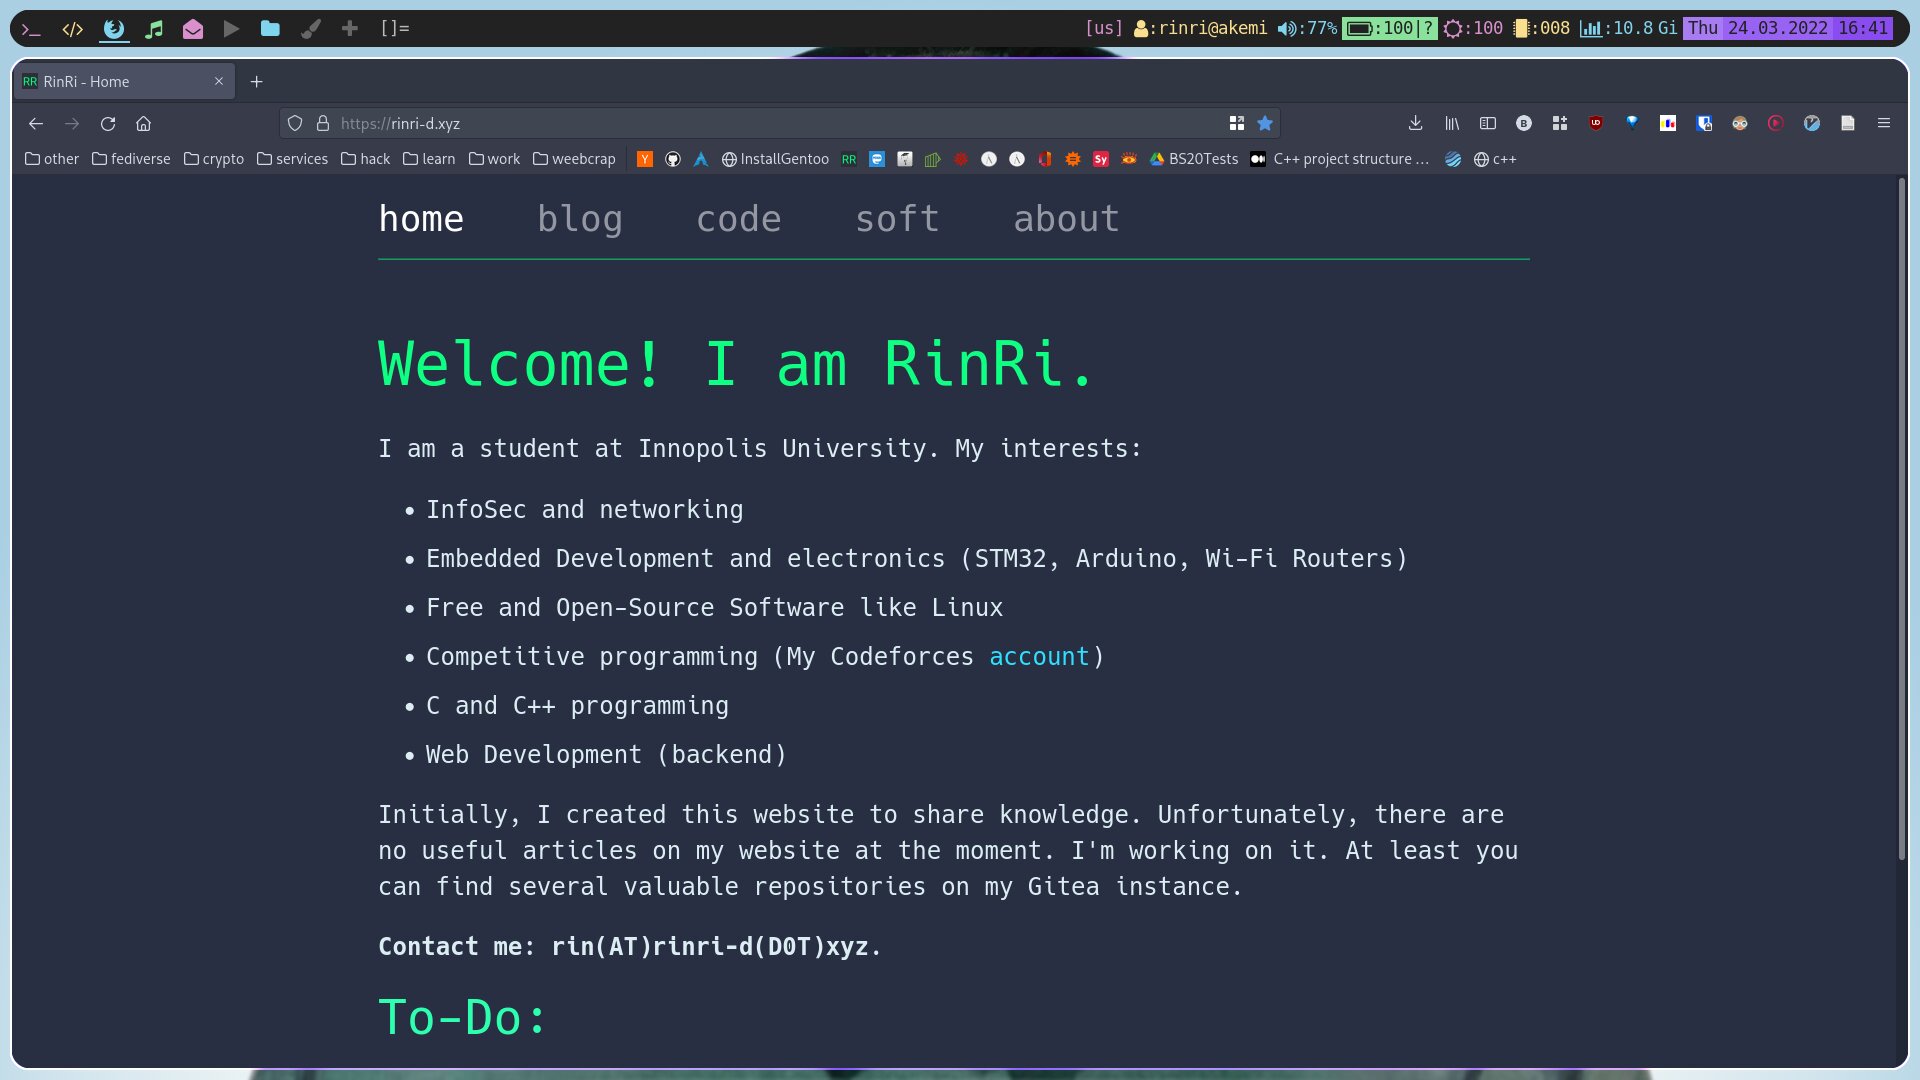 []= [us] :rinri@akemi :77% :100|? :100 :008 :10.8 Gi Thu 24.03.2022 16:41
RR RinRi - Home
https://rinri-d.xyz
other fediverse crypto services hack learn work weebcrap Y InstallGentoo RR Sy BS20Tests C++ project structure ... c++
home blog code soft about
Welcome! I am RinRi.
I am a student at Innopolis University. My interests:
• InfoSec and networking
• Embedded Development and electronics (STM32, Arduino, Wi-Fi Routers)
• Free and Open-Source Software like Linux
• Competitive programming (My Codeforces account)
• C and C++ programming
• Web Development (backend)
Initially, I created this website to share knowledge. Unfortunately, there are
no useful articles on my website at the moment. I'm working on it. At least you
can find several valuable repositories on my Gitea instance.
Contact me: rin(AT)rinri-d(D0T)xyz.
To-Do: